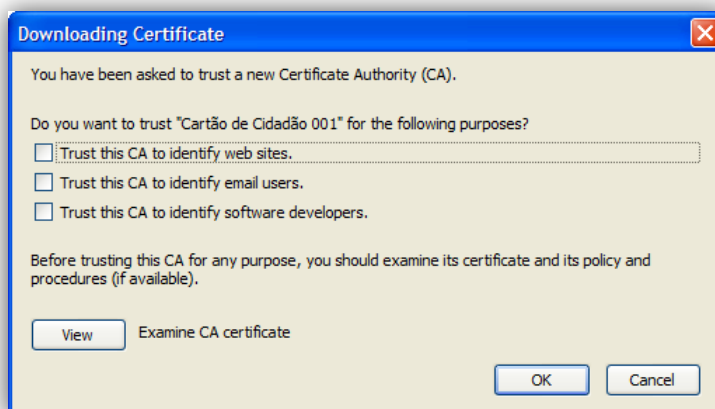 Downloading Certificate
You have been asked to trust a new Certificate Authority (CA).
Do you want to trust "Cartão de Cidadão 001" for the following purposes?
Trust this CA to identify web sites.
Trust this CA to identify email users.
Trust this CA to identify software developers.
Before trusting this CA for any purpose, you should examine its certificate and its policy and
procedures (if available).
View Examine CA certificate
OK Cancel